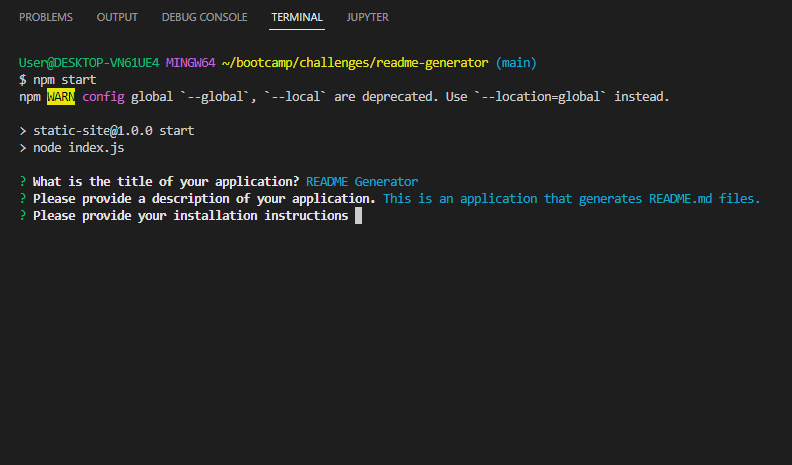 PROBLEMS OUTPUT DEBUG CONSOLE TERMINAL JUPYTER
User@DESKTOP-VN61UE4 MINGW64 ~/bootcamp/challenges/readme-generator (main)
$ npm start
npm WARN config global `--global`, `--local` are deprecated. Use `--location=global` instead.
> static-site@1.0.0 start
> node index.js
? What is the title of your application? README Generator
? Please provide a description of your application. This is an application that generates README.md files.
? Please provide your installation instructions